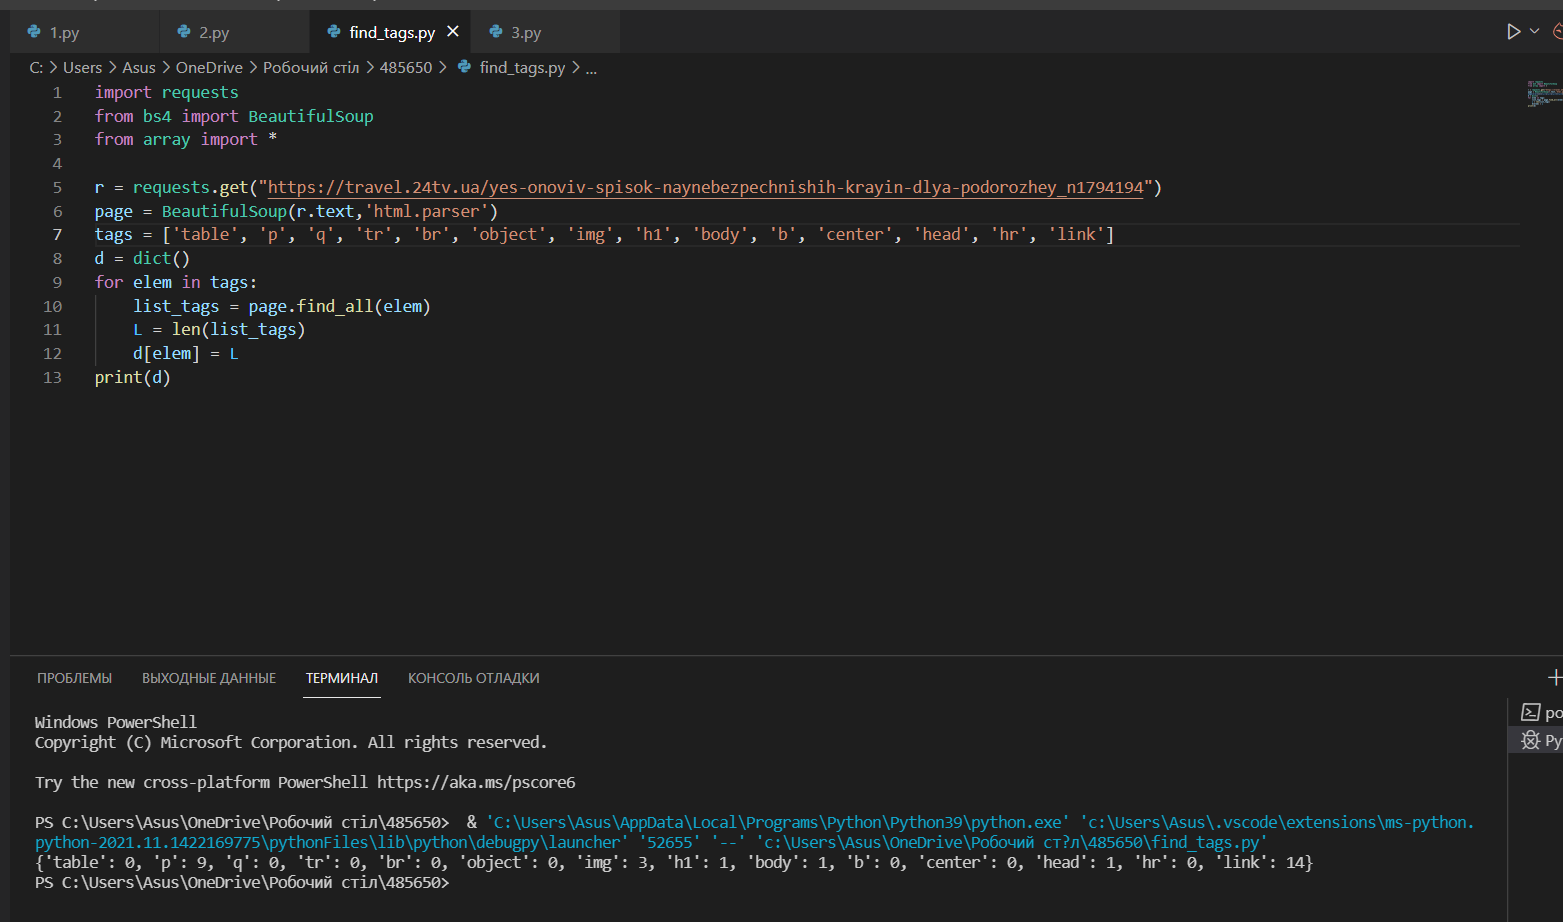 1.py 2.py find_tags.py 3.py
C: > Users > Asus > OneDrive > Робочий стіл > 485650 > find_tags.py > ...
1 import requests
2 from bs4 import BeautifulSoup
3 from array import *
4
5 r = requests.get("https://travel.24tv.ua/yes-onoviv-spisok-naynebezpechnishih-krayin-dlya-podorozhey_n1794194")
6 page = BeautifulSoup(r.text,'html.parser')
7 tags = ['table', 'p', 'q', 'tr', 'br', 'object', 'img', 'h1', 'body', 'b', 'center', 'head', 'hr', 'link']
8 d = dict()
9 for elem in tags:
10     list_tags = page.find_all(elem)
11     L = len(list_tags)
12     d[elem] = L
13 print(d)
ПРОБЛЕМЫ ВЫХОДНЫЕ ДАННЫЕ ТЕРМИНАЛ КОНСОЛЬ ОТЛАДКИ
Windows PowerShell
Copyright (C) Microsoft Corporation. All rights reserved.
Try the new cross-platform PowerShell https://aka.ms/pscore6
PS C:\Users\Asus\OneDrive\Робочий стіл\485650>  & 'C:\Users\Asus\AppData\Local\Programs\Python\Python39\python.exe' 'c:\Users\Asus\.vscode\extensions\ms-python.
python-2021.11.1422169775\pythonFiles\lib\python\debugpy\launcher' '52655' '--' 'c:\Users\Asus\OneDrive\Робочий ст?л\485650\find_tags.py'
{'table': 0, 'p': 9, 'q': 0, 'tr': 0, 'br': 0, 'object': 0, 'img': 3, 'h1': 1, 'body': 1, 'b': 0, 'center': 0, 'head': 1, 'hr': 0, 'link': 14}
PS C:\Users\Asus\OneDrive\Робочий стіл\485650>
po
Py